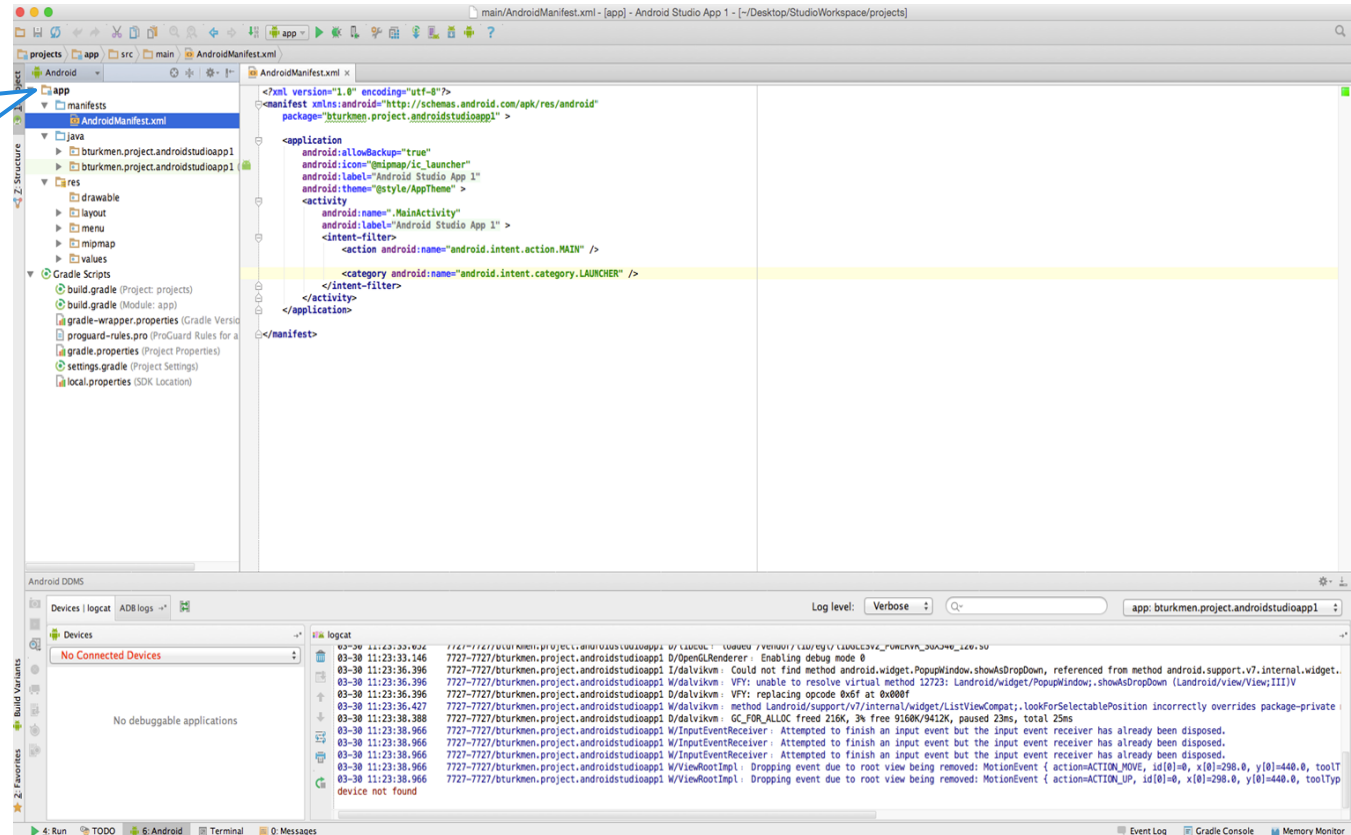 main/AndroidManifest.xml - [app] - Android Studio App 1 - [~/Desktop/StudioWorkspace/projects]
app
?
projects app src main AndroidManifest.xml
Android
AndroidManifest.xml ×
app
manifests
AndroidManifest.xml
java
bturkmen.project.androidstudioapp1
bturkmen.project.androidstudioapp1 (
res
drawable
layout
menu
mipmap
values
Gradle Scripts
build.gradle (Project: projects)
build.gradle (Module: app)
gradle-wrapper.properties (Gradle Versio
proguard-rules.pro (ProGuard Rules for a
gradle.properties (Project Properties)
settings.gradle (Project Settings)
local.properties (SDK Location)
Z: Structure
<?xml version="1.0" encoding="utf-8"?>
<manifest xmlns:android="http://schemas.android.com/apk/res/android"
package="bturkmen.project.androidstudioapp1" >
<application
android:allowBackup="true"
android:icon="@mipmap/ic_launcher"
android:label="Android Studio App 1"
android:theme="@style/AppTheme" >
<activity
android:name=".MainActivity"
android:label="Android Studio App 1" >
<intent-filter>
<action android:name="android.intent.action.MAIN" />
<category android:name="android.intent.category.LAUNCHER" />
</intent-filter>
</activity>
</application>
</manifest>
Android DDMS
Devices | logcat ADB logs
Log level: Verbose
app: bturkmen.project.androidstudioapp1
Devices
logcat
No Connected Devices
No debuggable applications
03-30 11:23:33.146 7727-7727/bturkmen.project.androidstudioapp1 D/OpenGLRenderer: Enabling debug mode 0
03-30 11:23:36.396 7727-7727/bturkmen.project.androidstudioapp1 I/dalvikvm: Could not find method android.widget.PopupWindow.showAsDropDown, referenced from method android.support.v7.internal.widget..
03-30 11:23:36.396 7727-7727/bturkmen.project.androidstudioapp1 W/dalvikvm: VFY: unable to resolve virtual method 12723: Landroid/widget/PopupWindow;.showAsDropDown (Landroid/view/View;III)V
03-30 11:23:36.396 7727-7727/bturkmen.project.androidstudioapp1 D/dalvikvm: VFY: replacing opcode 0x6f at 0x000f
03-30 11:23:36.427 7727-7727/bturkmen.project.androidstudioapp1 W/dalvikvm: method Landroid/support/v7/internal/widget/ListViewCompat;.lookForSelectablePosition incorrectly overrides package-private
03-30 11:23:38.388 7727-7727/bturkmen.project.androidstudioapp1 D/dalvikvm: GC_FOR_ALLOC freed 216K, 3% free 9160K/9412K, paused 23ms, total 25ms
03-30 11:23:38.966 7727-7727/bturkmen.project.androidstudioapp1 W/InputEventReceiver: Attempted to finish an input event but the input event receiver has already been disposed.
03-30 11:23:38.966 7727-7727/bturkmen.project.androidstudioapp1 W/InputEventReceiver: Attempted to finish an input event but the input event receiver has already been disposed.
03-30 11:23:38.966 7727-7727/bturkmen.project.androidstudioapp1 W/InputEventReceiver: Attempted to finish an input event but the input event receiver has already been disposed.
03-30 11:23:38.966 7727-7727/bturkmen.project.androidstudioapp1 W/ViewRootImpl: Dropping event due to root view being removed: MotionEvent { action=ACTION_MOVE, id[0]=0, x[0]=298.0, y[0]=440.0, toolT
03-30 11:23:38.966 7727-7727/bturkmen.project.androidstudioapp1 W/ViewRootImpl: Dropping event due to root view being removed: MotionEvent { action=ACTION_UP, id[0]=0, x[0]=298.0, y[0]=440.0, toolTyp
device not found
Build Variants
2: Favorites
4: Run TODO 6: Android Terminal 0: Messages Event Log Gradle Console Memory Monitor